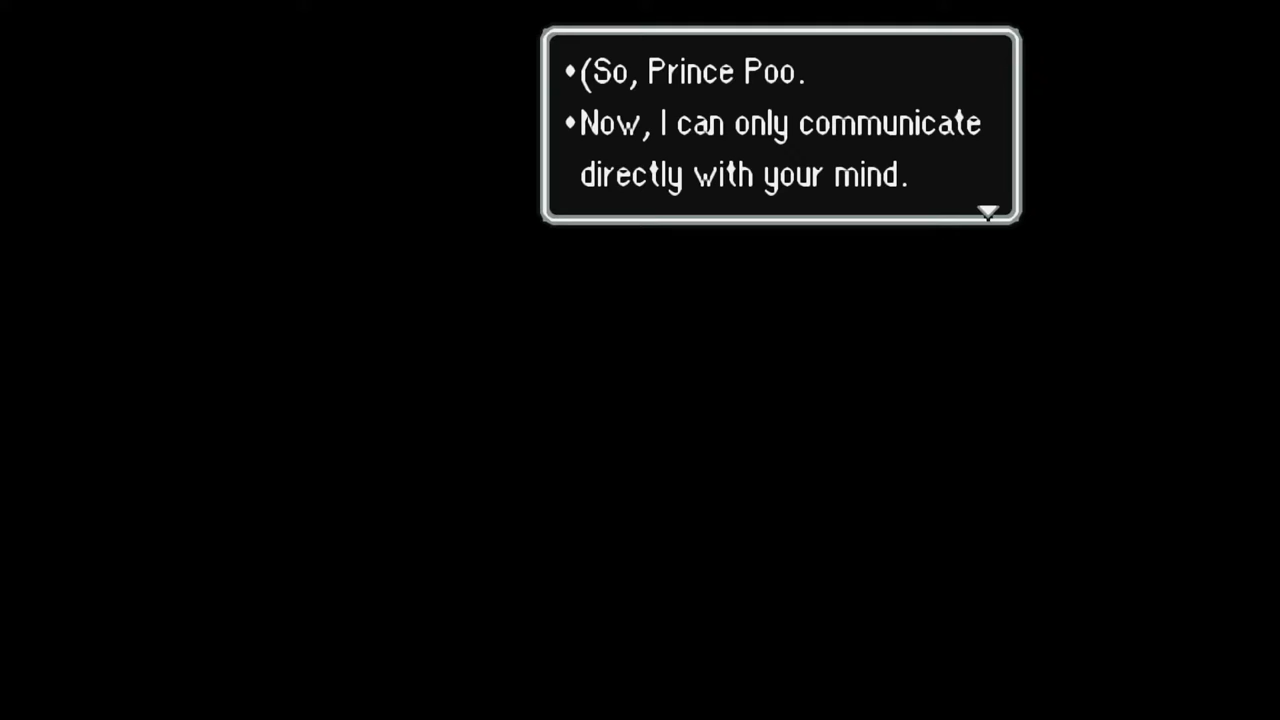 •(So, Prince Poo.
•Now, I can only communicate
directly with your mind.